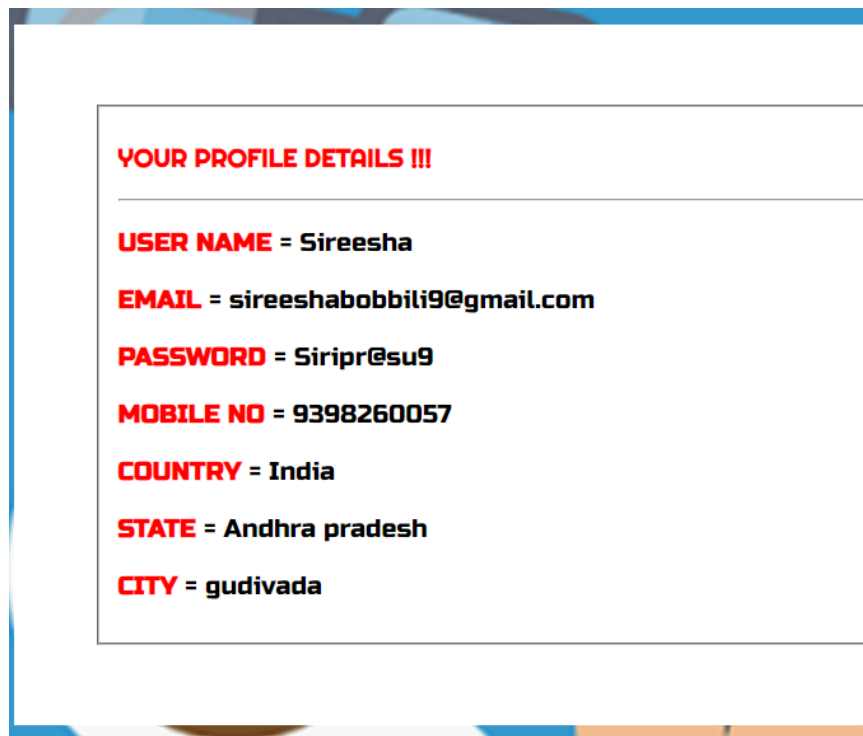 YOUR PROFILE DETAILS !!!
USER NAME = Sireesha
EMAIL = sireeshabobbili9@gmail.com
PASSWORD = Siripr@su9
MOBILE NO = 9398260057
COUNTRY = India
STATE = Andhra pradesh
CITY = gudivada